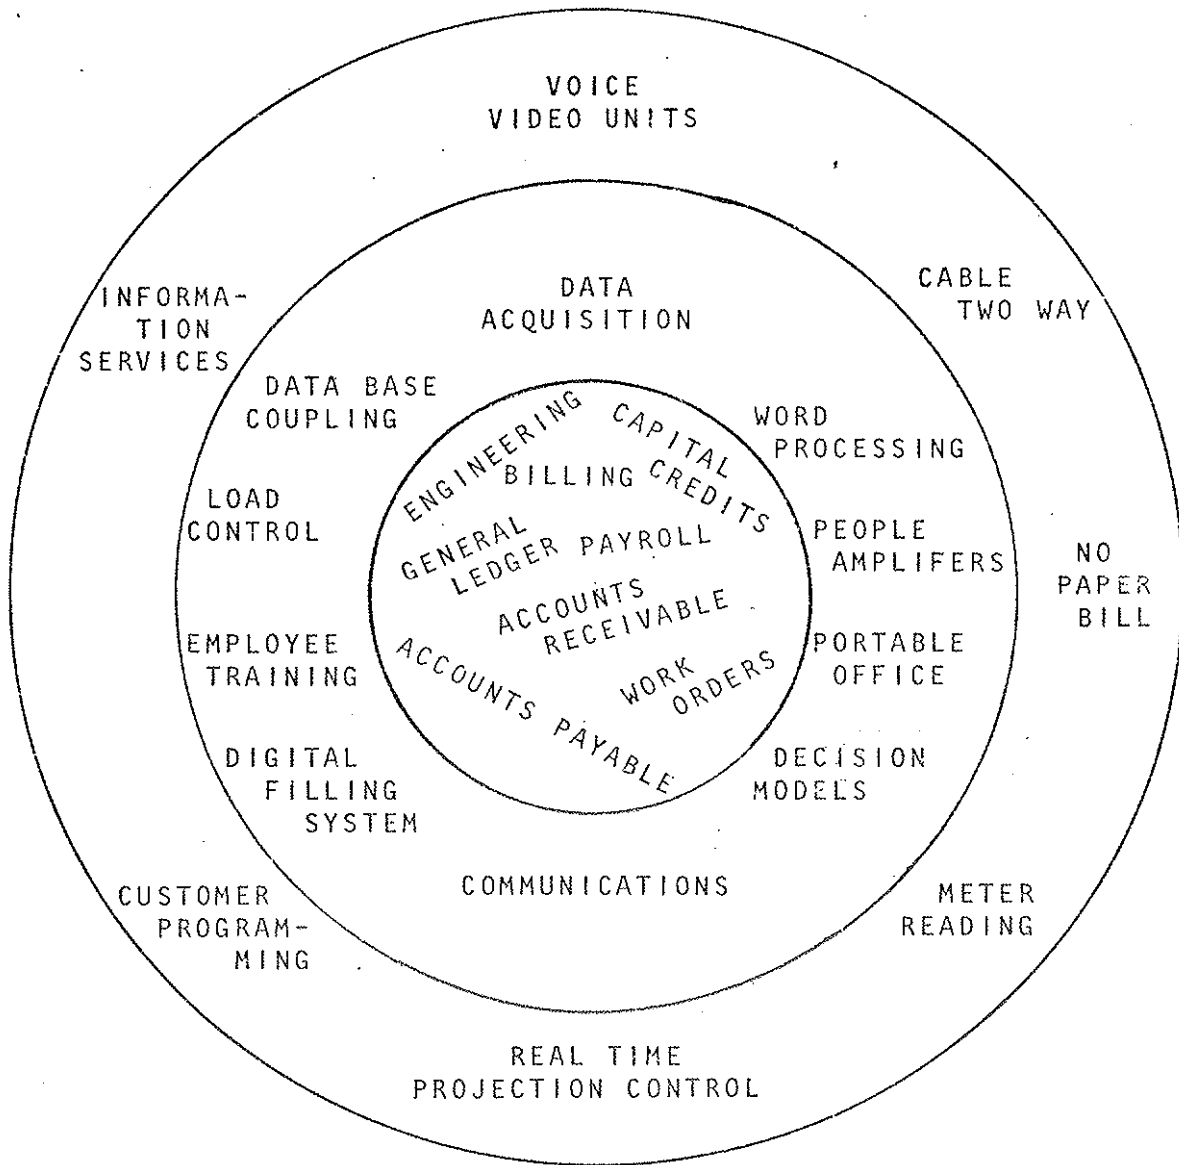 VOICE
VIDEO UNITS
INFORMA-
TION
SERVICES
CABLE
TWO WAY
DATA
ACQUISITION
DATA BASE
COUPLING
WORD
PROCESSING
ENGINEERING
CAPITAL
CREDITS
BILLING
LOAD
CONTROL
GENERAL
LEDGER
PAYROLL
PEOPLE
AMPLIFERS
NO
PAPER
BILL
ACCOUNTS
RECEIVABLE
EMPLOYEE
TRAINING
ACCOUNTS PAYABLE
WORK
ORDERS
PORTABLE
OFFICE
DIGITAL
FILLING
SYSTEM
DECISION
MODELS
COMMUNICATIONS
CUSTOMER
PROGRAM-
MING
METER
READING
REAL TIME
PROJECTION CONTROL